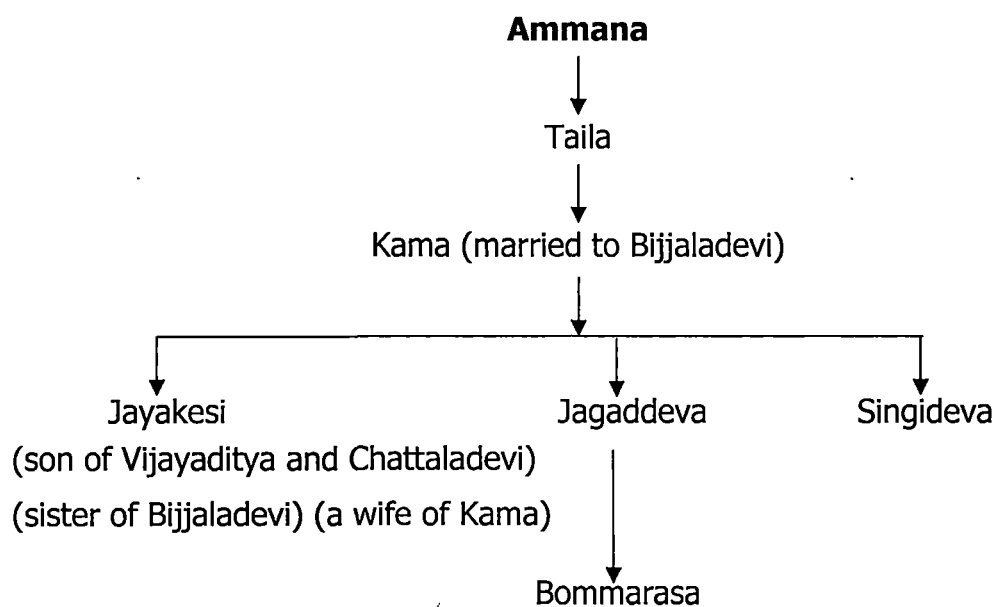 Ammana
Taila
Kama (married to Bijjaladevi)
Jayakesi Jagaddeva Singideva
(son of Vijayaditya and Chattaladevi)
(sister of Bijjaladevi) (a wife of Kama)
Bommarasa